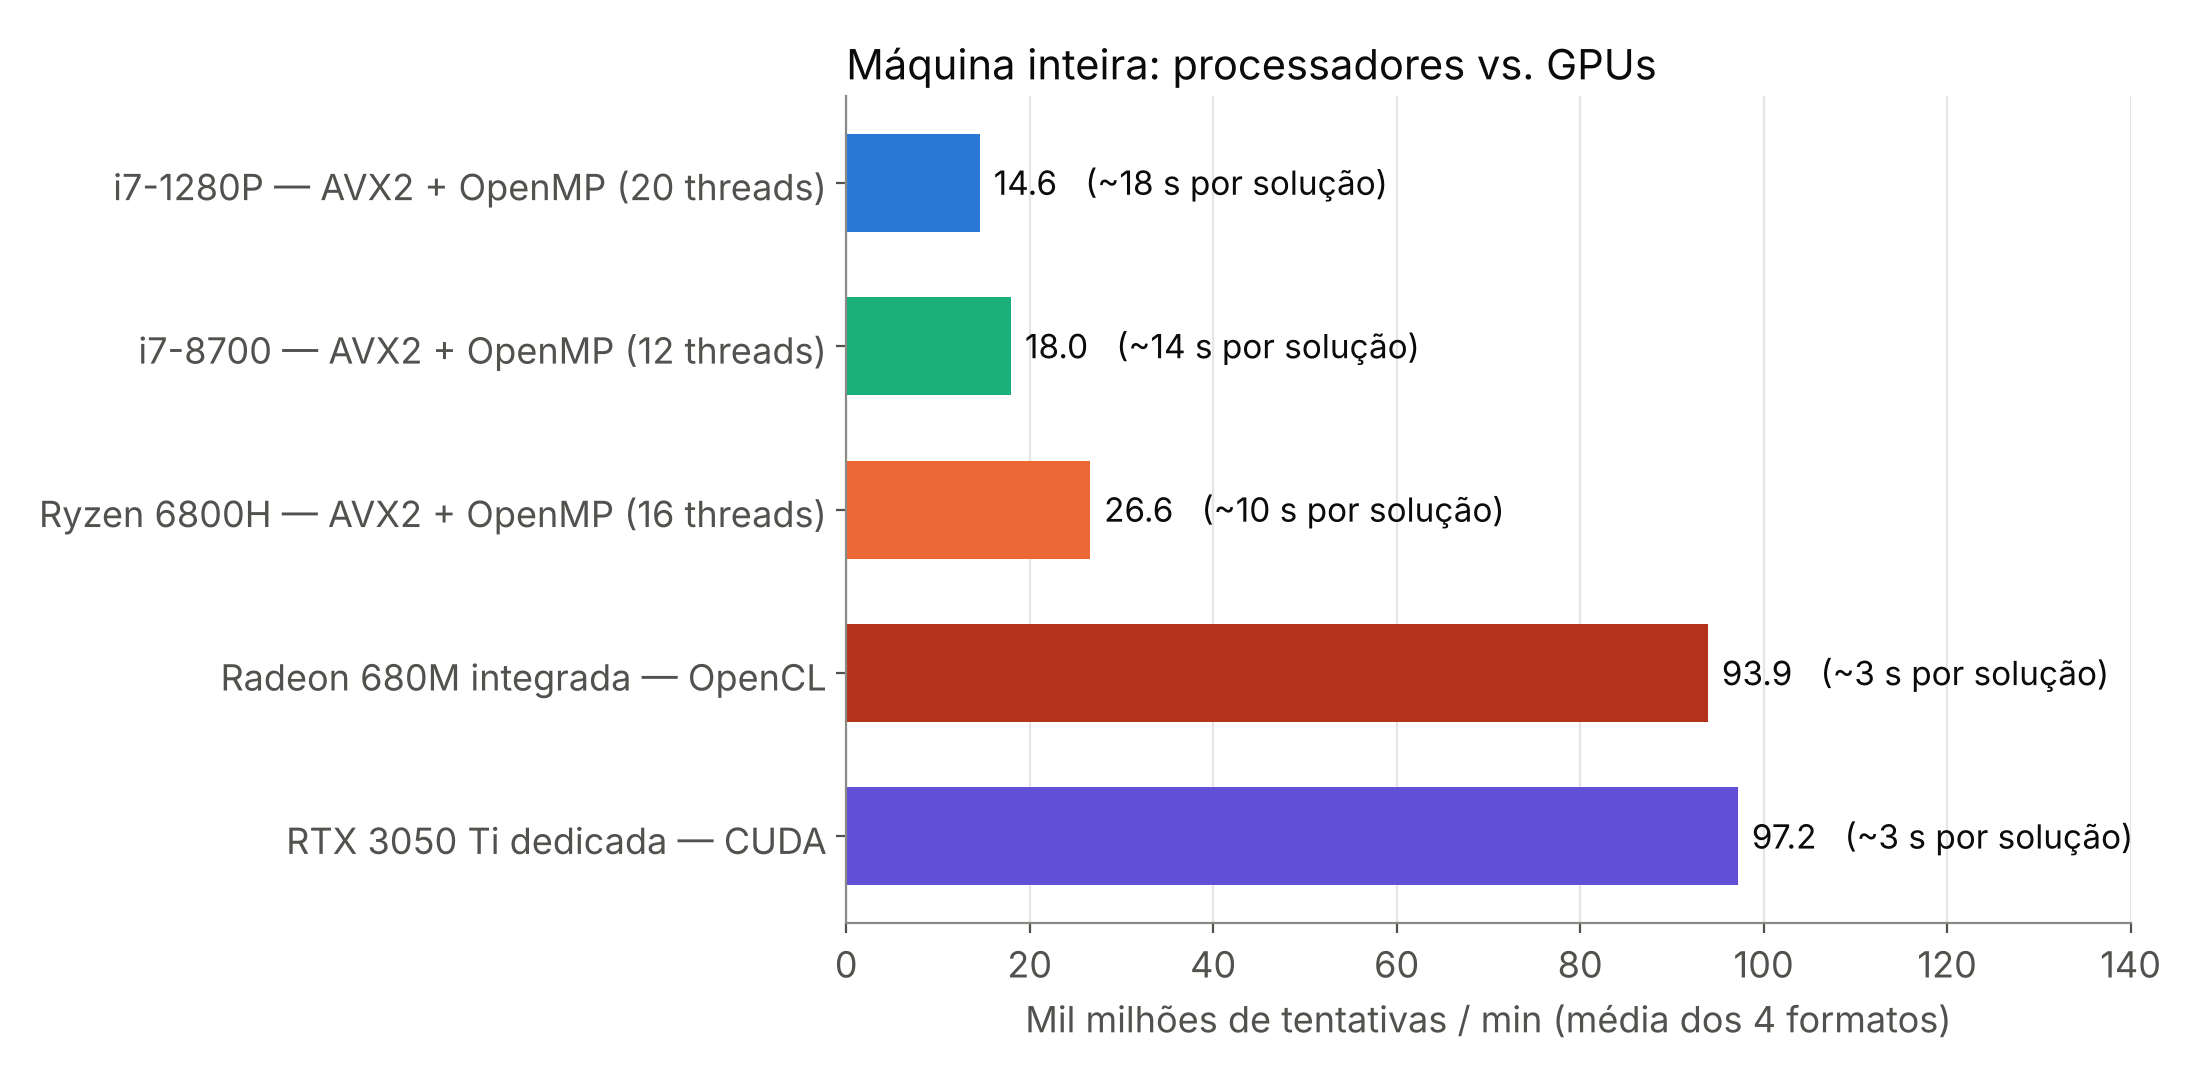 Máquina inteira: processadores vs. GPUs
i7-1280P — AVX2 + OpenMP (20 threads) 14.6 (~18 s por solução)
i7-8700 — AVX2 + OpenMP (12 threads) 18.0 (~14 s por solução)
Ryzen 6800H — AVX2 + OpenMP (16 threads) 26.6 (~10 s por solução)
Radeon 680M integrada — OpenCL 93.9 (~3 s por solução)
RTX 3050 Ti dedicada — CUDA 97.2 (~3 s por solução)
0 20 40 60 80 100 120 140
Mil milhões de tentativas / min (média dos 4 formatos)